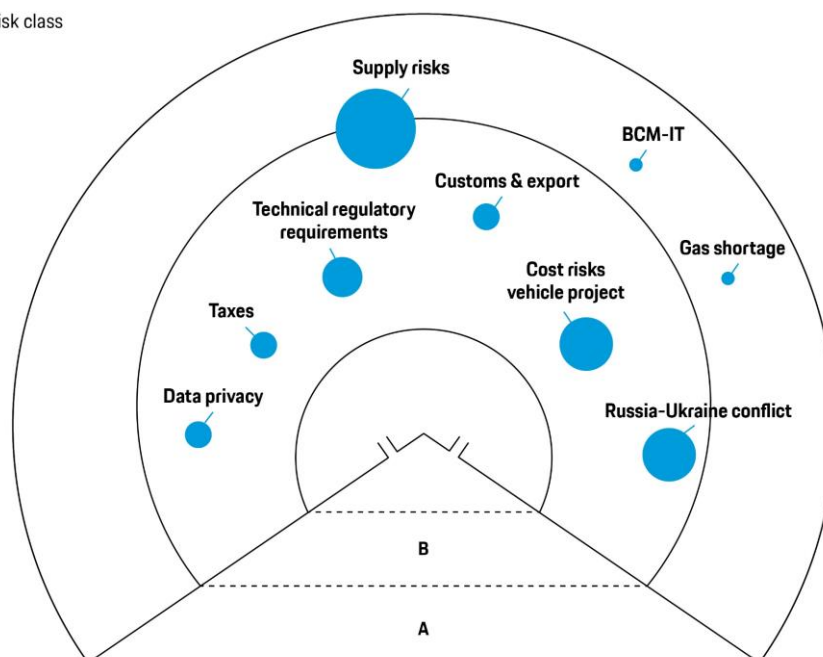 isk class
Supply risks
BCM-IT
Customs & export
Technical regulatory
requirements
Gas shortage
Cost risks
vehicle project
Taxes
Data privacy
Russia-Ukraine conflict
B
A